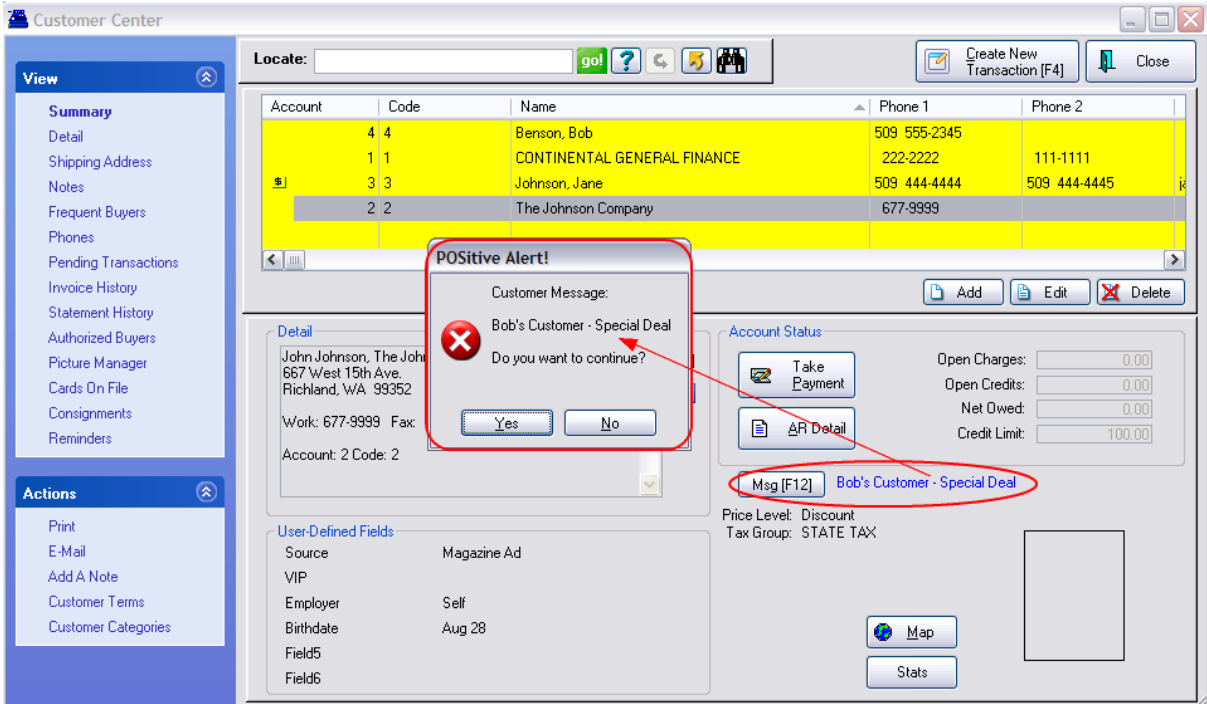 Customer Center
Locate:
go!
?
Create New
Transaction [F4]
Close
View
Summary
Detail
Shipping Address
Notes
Frequent Buyers
Phones
Pending Transactions
Invoice History
Statement History
Authorized Buyers
Picture Manager
Cards On File
Consignments
Reminders
Actions
Print
E-Mail
Add A Note
Customer Terms
Customer Categories
Account Code Name Phone 1 Phone 2
4 4 Benson, Bob 509 555-2345
1 1 CONTINENTAL GENERAL FINANCE 222-2222 111-1111
$ 3 3 Johnson, Jane 509 444-4444 509 444-4445
2 2 The Johnson Company 677-9999
Add Edit Delete
POSitive Alert!
Customer Message:
Bob's Customer - Special Deal
Do you want to continue?
Yes No
Detail
John Johnson, The Joh
667 West 15th Ave.
Richland, WA 99352
Work: 677-9999 Fax:
Account: 2 Code: 2
Account Status
Take
Payment
AR Detail
Open Charges: 0.00
Open Credits: 0.00
Net Owed: 0.00
Credit Limit: 100.00
Msg [F12] Bob's Customer - Special Deal
Price Level: Discount
Tax Group: STATE TAX
User-Defined Fields
Source Magazine Ad
VIP
Employer Self
Birthdate Aug 28
Field5
Field6
Map
Stats